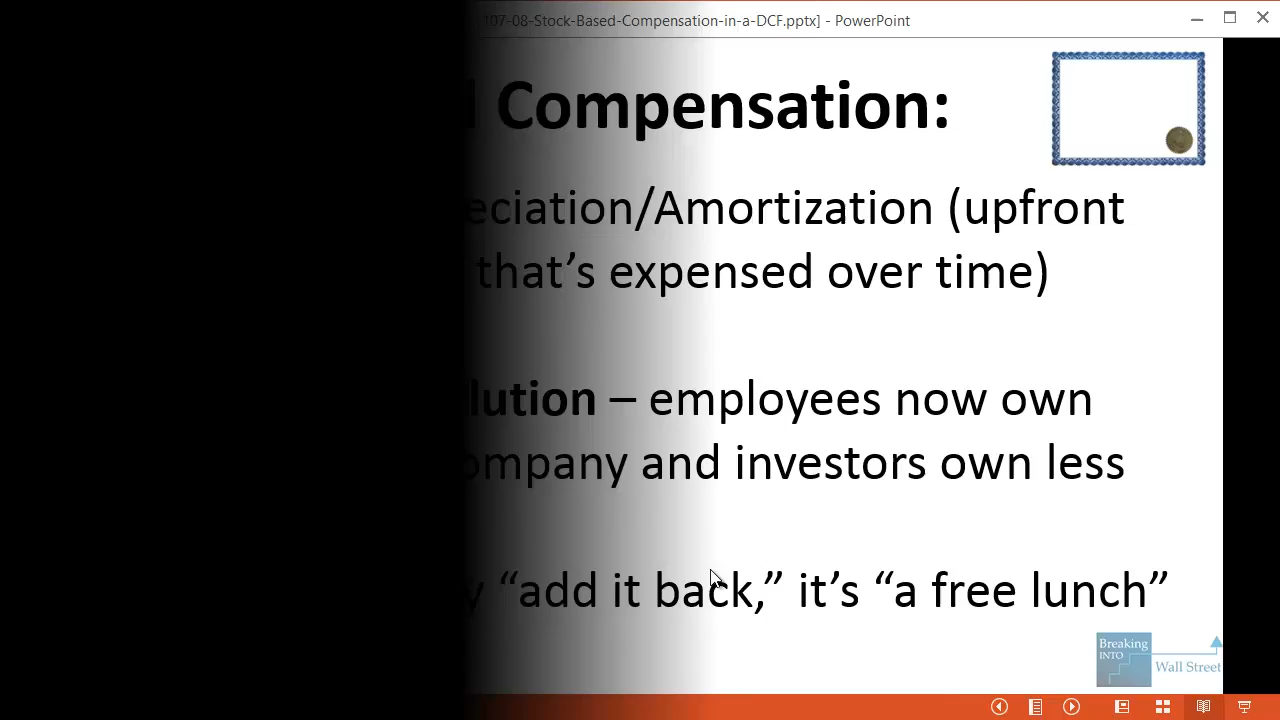 107-08-Stock-Based-Compensation-in-a-DCF.pptx] - PowerPoint
Compensation:
eciation/Amortization (upfront
that’s expensed over time)
lution – employees now own
ompany and investors own less
y “add it back,” it’s “a free lunch”
Breaking
INTO
Wall Street